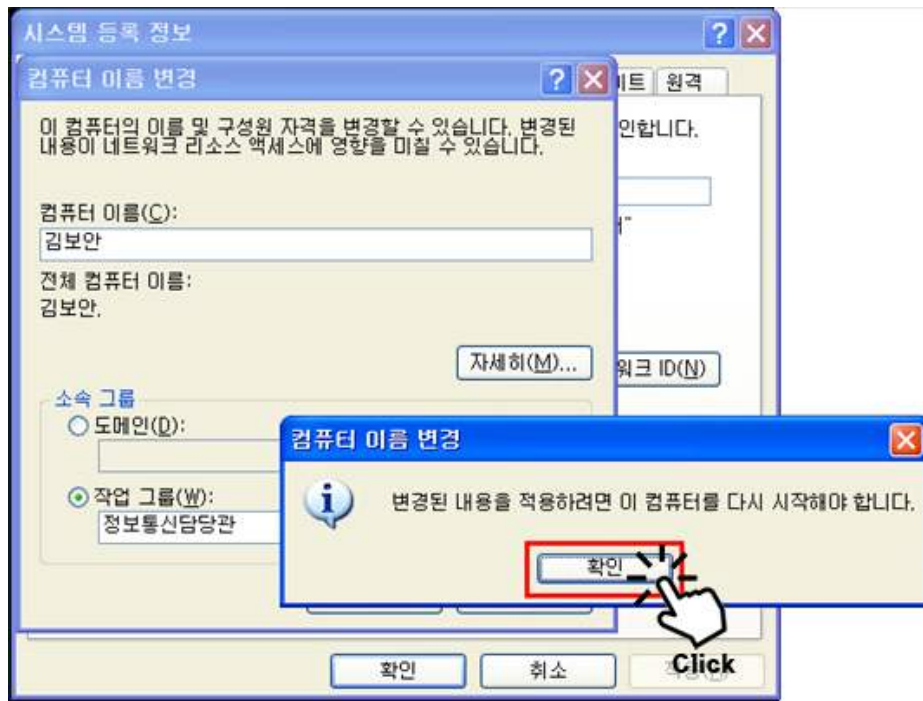 시스템 등록 정보
컴퓨터 이름 변경
이트 원격
이 컴퓨터의 이름 및 구성원 자격을 변경할 수 있습니다. 변경된
내용이 네트워크 리소스 액세스에 영향을 미칠 수 있습니다.
인합니다.
컴퓨터 이름(C):
김보안
전체 컴퓨터 이름:
김보안.
자세히(M)...
워크 ID(N)
소속 그룹
도메인(D):
작업 그룹(W):
정보통신담당관
컴퓨터 이름 변경
변경된 내용을 적용하려면 이 컴퓨터를 다시 시작해야 합니다.
확인
Click
확인
취소